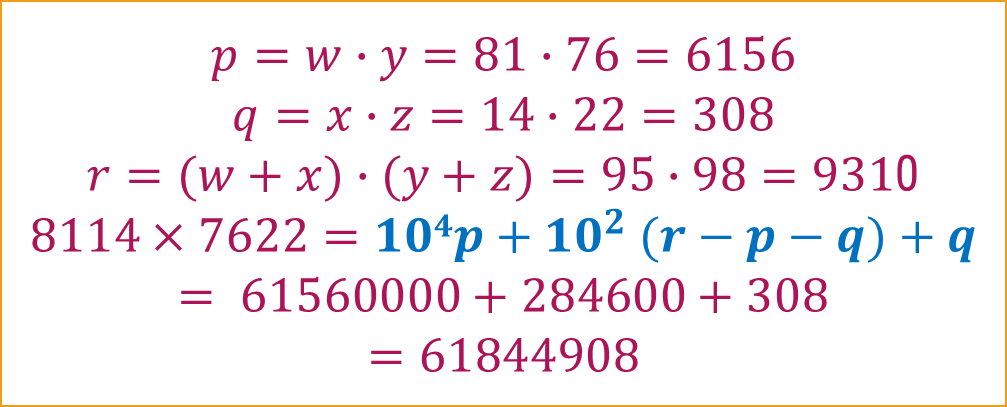 p = w · y = 81 · 76 = 6156
q = x · z = 14 · 22 = 308
r = (w + x) · (y + z) = 95 · 98 = 9310
8114 × 7622 = 10⁴p + 10² (r − p − q) + q
= 61560000 + 284600 + 308
= 61844908